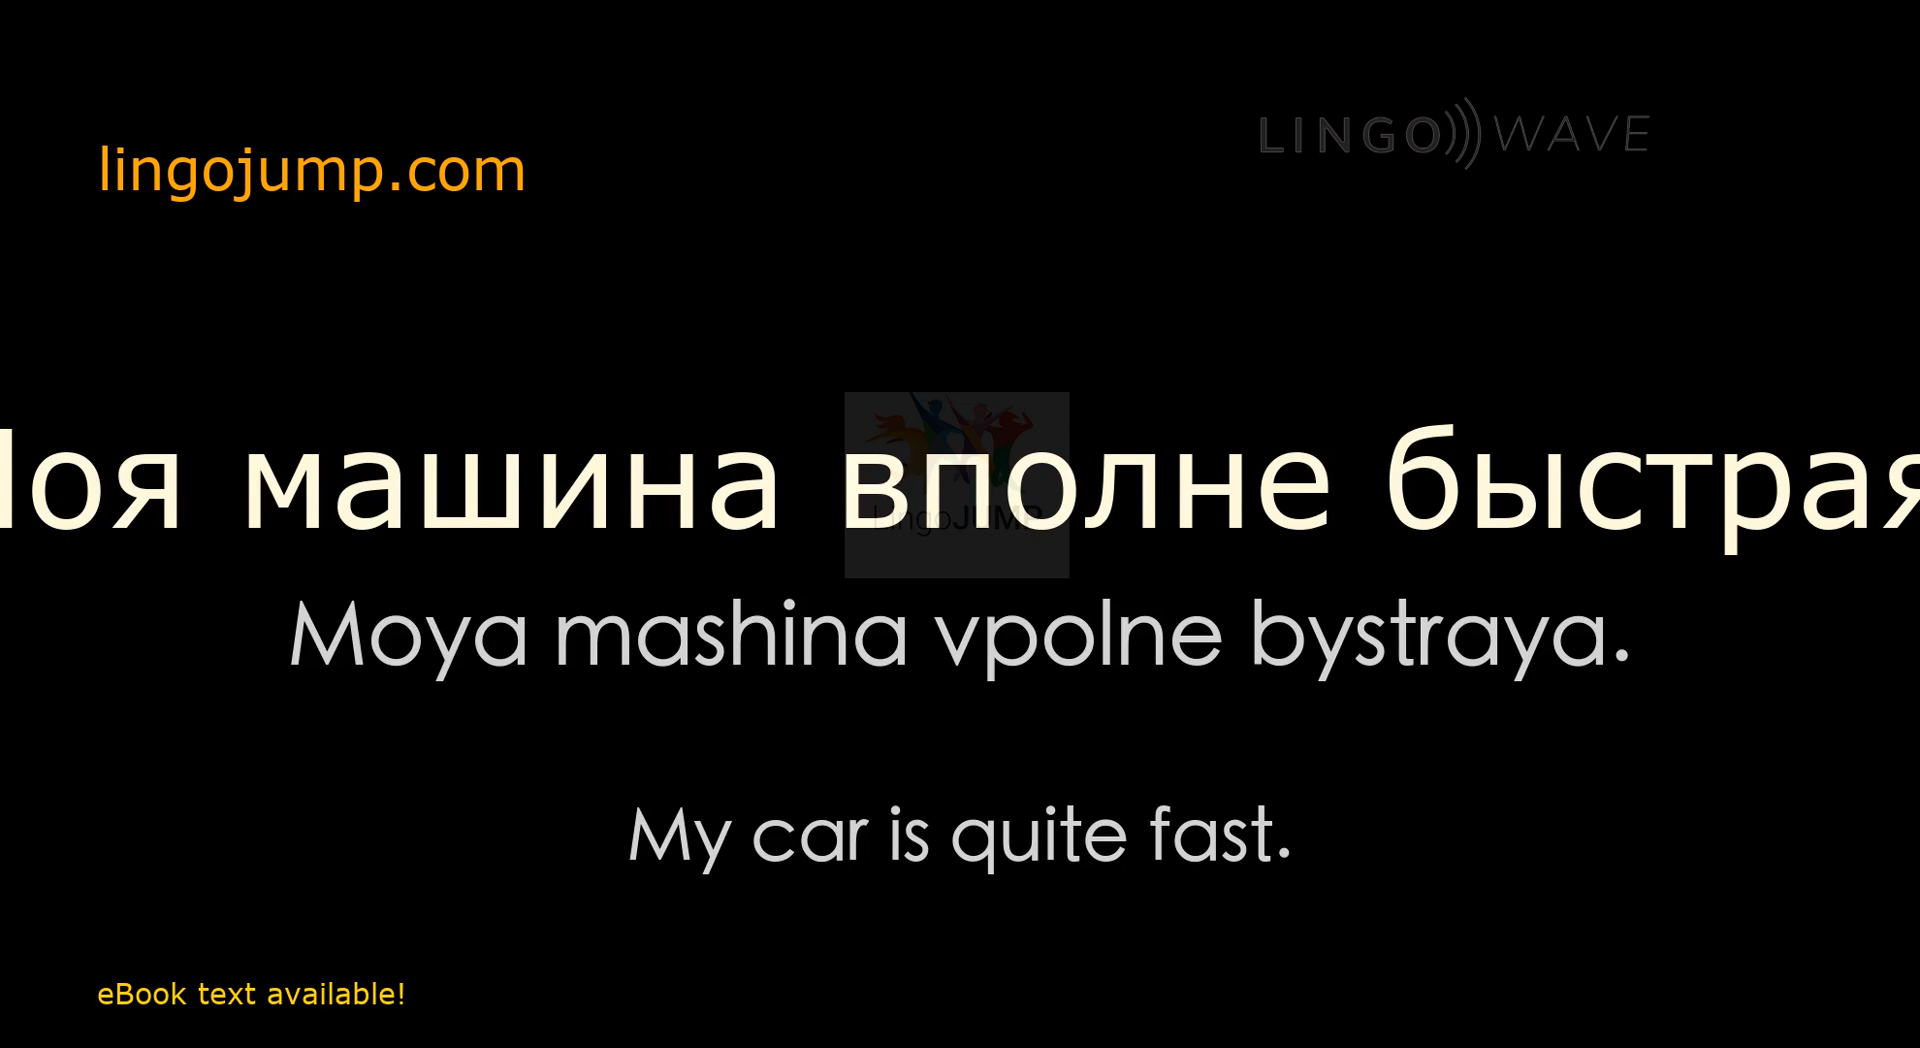 lingojump.com
LINGO WAVE
машина вполне быстрая
LingoJUMP
Moya mashina vpolne bystraya.
My car is quite fast.
eBook text available!